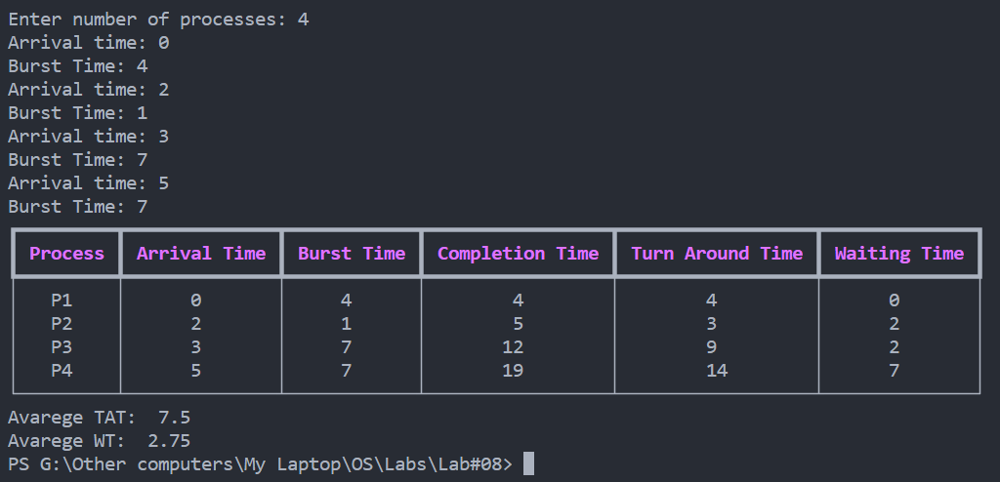 Enter number of processes: 4
Arrival time: 0
Burst Time: 4
Arrival time: 2
Burst Time: 1
Arrival time: 3
Burst Time: 7
Arrival time: 5
Burst Time: 7
Process Arrival Time Burst Time Completion Time Turn Around Time Waiting Time
P1 0 4 4 4 0
P2 2 1 5 3 2
P3 3 7 12 9 2
P4 5 7 19 14 7
Avarege TAT:  7.5
Avarege WT:  2.75
PS G:\Other computers\My Laptop\OS\Labs\Lab#08>